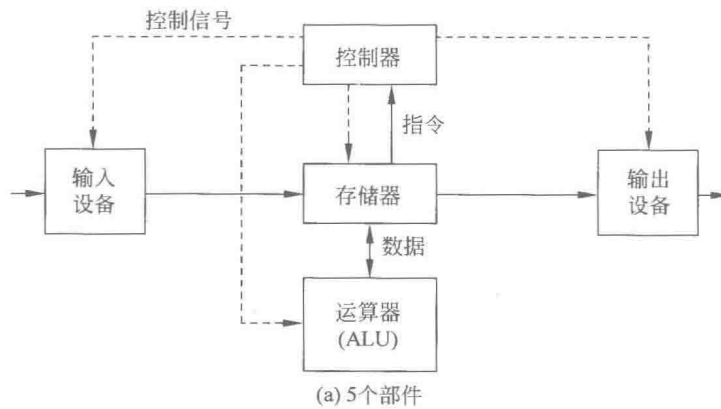 控制信号
控制器
指令
输入
设备
存储器
输出
设备
数据
运算器
(ALU)
(a) 5个部件